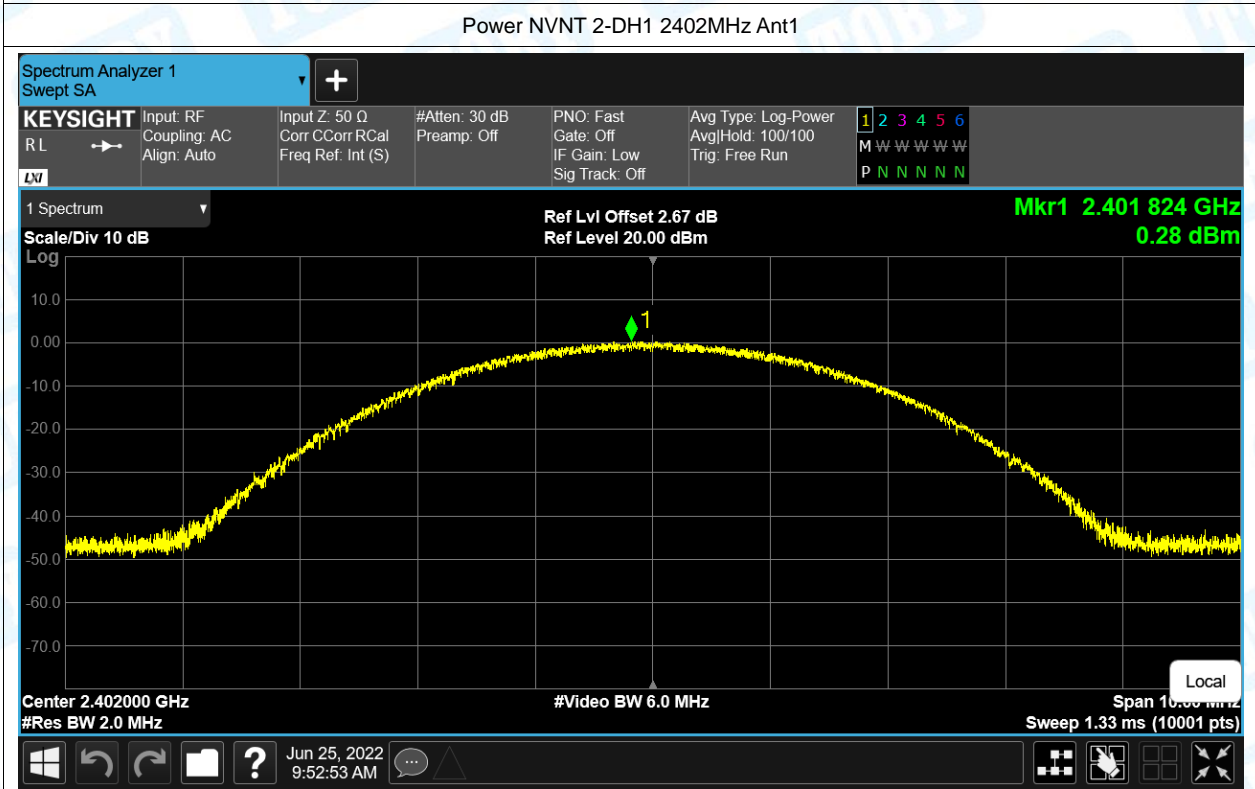 Power NVNT 2-DH1 2402MHz Ant1
Spectrum Analyzer 1
Swept SA
KEYSIGHT
R L
LXI
Input: RF
Coupling: AC
Align: Auto
Input Z: 50 Ω
Corr CCorr RCal
Freq Ref: Int (S)
#Atten: 30 dB
Preamp: Off
PNO: Fast
Gate: Off
IF Gain: Low
Sig Track: Off
Avg Type: Log-Power
Avg|Hold: 100/100
Trig: Free Run
1 2 3 4 5 6
M W W W W W
P N N N N N
1 Spectrum
Scale/Div 10 dB
Log
Ref Lvl Offset 2.67 dB
Ref Level 20.00 dBm
Mkr1 2.401 824 GHz
0.28 dBm
1
10.0
0.00
-10.0
-20.0
-30.0
-40.0
-50.0
-60.0
-70.0
Local
Center 2.402000 GHz
#Video BW 6.0 MHz
Span 10.00 MHz
#Res BW 2.0 MHz
Sweep 1.33 ms (10001 pts)
?
Jun 25, 2022
9:52:53 AM